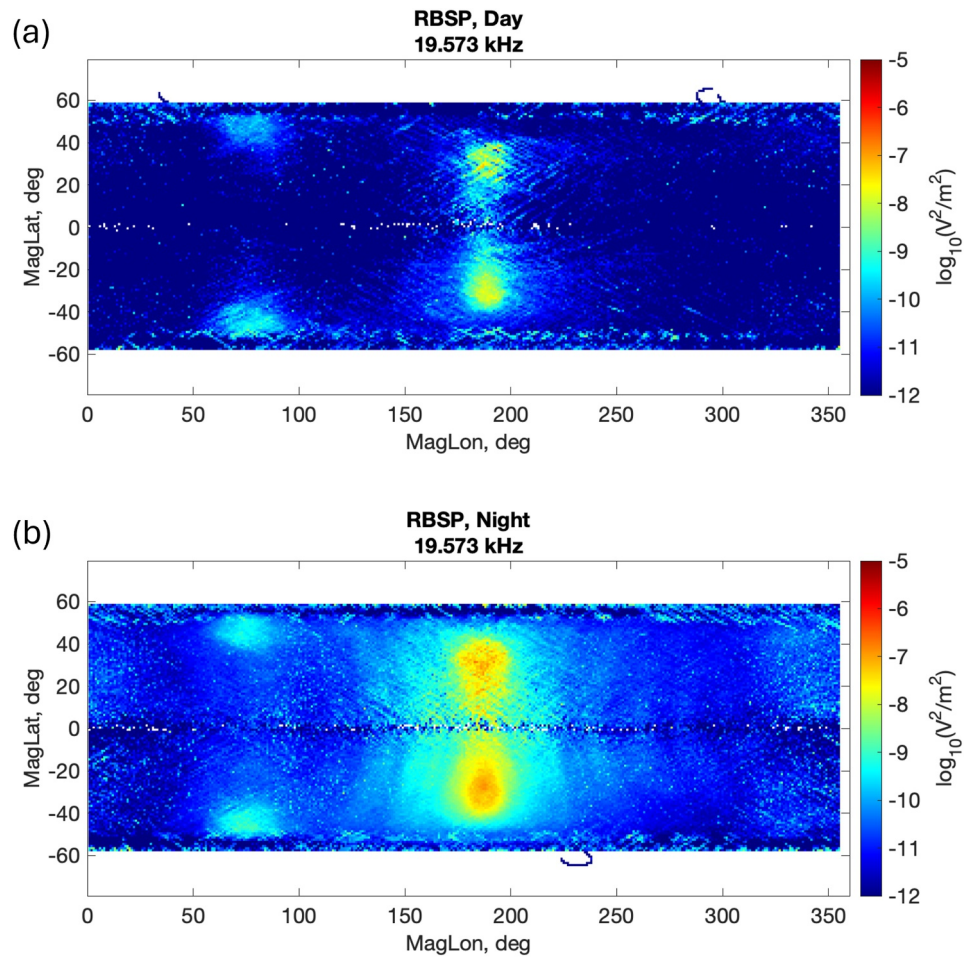 (a)
RBSP, Day
19.573 kHz
60
40
20
0
-20
-40
-60
MagLat, deg
0 50 100 150 200 250 300 350
MagLon, deg
-5
-6
-7
-8
-9
-10
-11
-12
log₁₀(V²/m²)
(b)
RBSP, Night
19.573 kHz
60
40
20
0
-20
-40
-60
MagLat, deg
0 50 100 150 200 250 300 350
MagLon, deg
-5
-6
-7
-8
-9
-10
-11
-12
log₁₀(V²/m²)